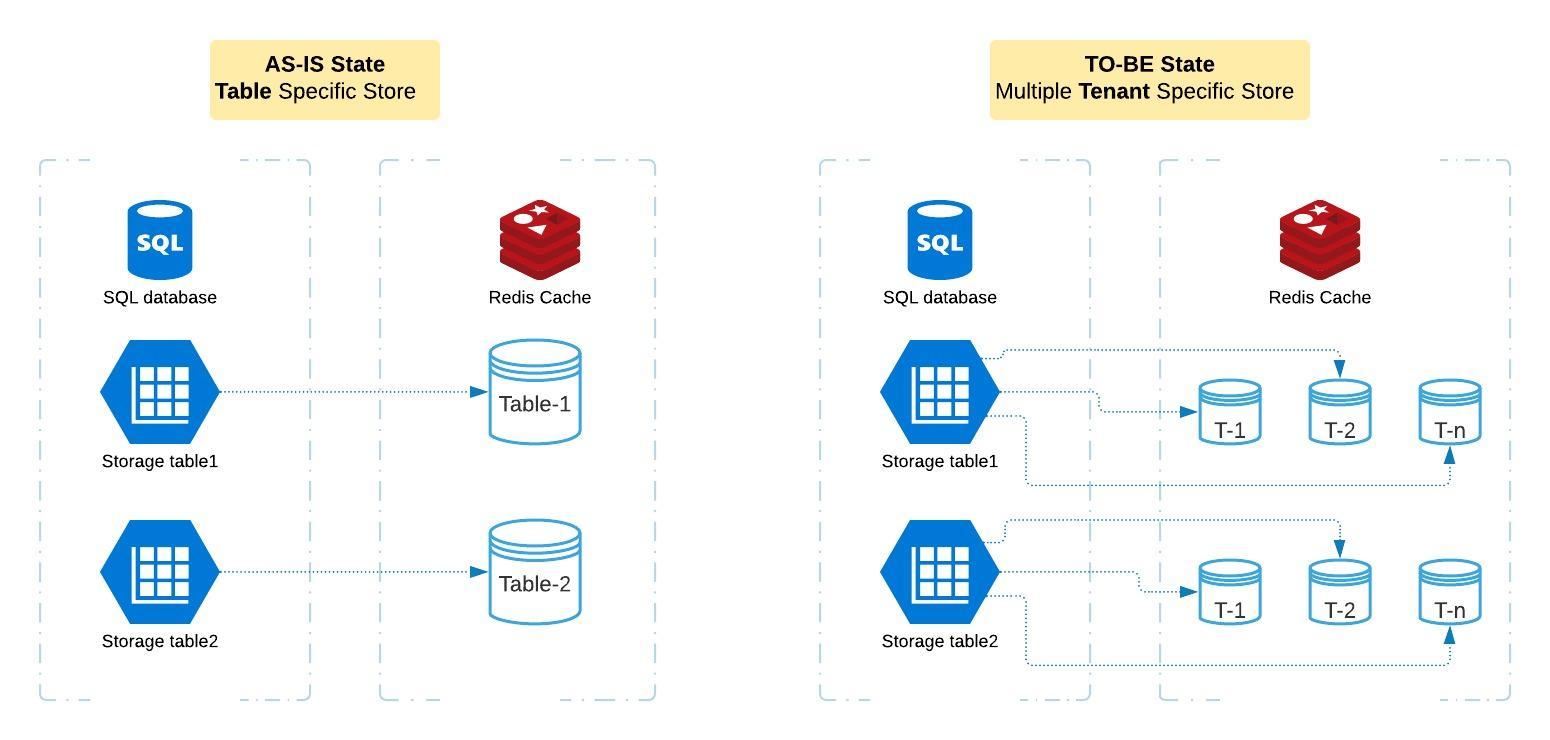 AS-IS State
Table Specific Store
SQL
SQL database
Redis Cache
Storage table1
Table-1
Storage table2
Table-2
TO-BE State
Multiple Tenant Specific Store
SQL
SQL database
Redis Cache
Storage table1
T-1
T-2
T-n
Storage table2
T-1
T-2
T-n